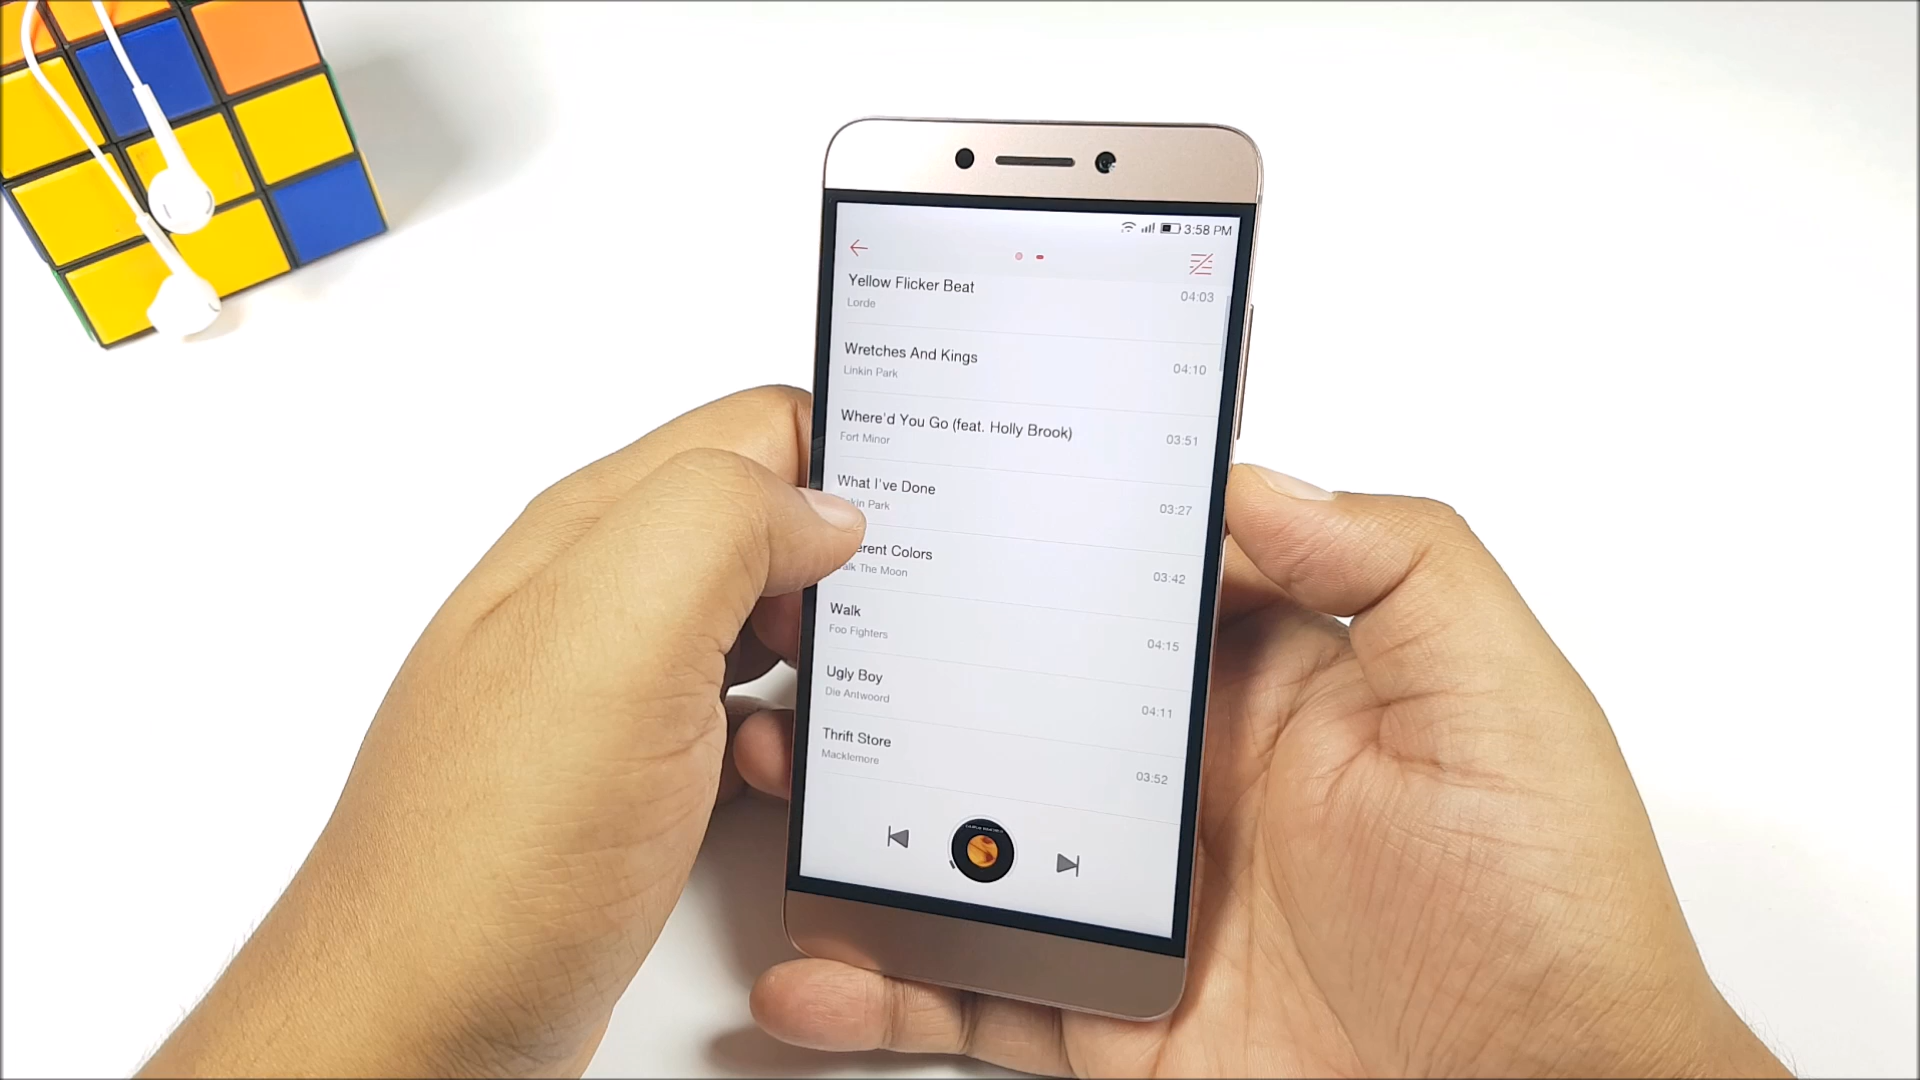 3:58 PM
Yellow Flicker Beat
04:03
Lorde
Wretches And Kings
04:10
Linkin Park
Where'd You Go (feat. Holly Brook)
03:51
Fort Minor
What I've Done
03:27
Park
Colors
03:42
The Moon
Walk
04:15
Foo Fighters
Ugly Boy
04:11
Die Antwoord
Thrift Store
03:52
Macklemore